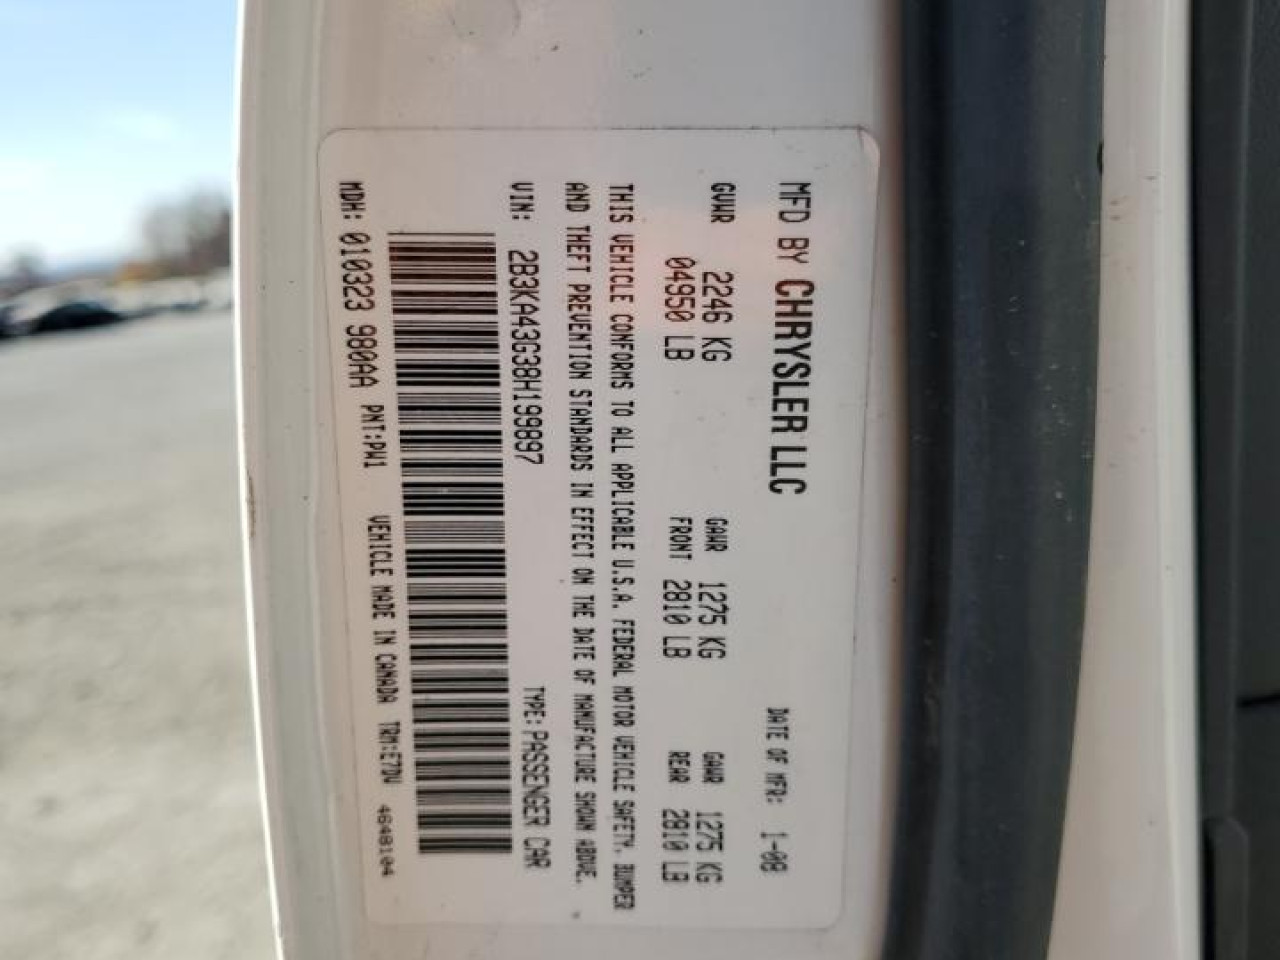 MFD BY CHRYSLER LLC DATE OF MFR: 1-08
GVWR 2246 KG GAWR 1275 KG GAWR 1275 KG
04950 LB FRONT 2810 LB REAR 2810 LB
THIS VEHICLE CONFORMS TO ALL APPLICABLE U.S.A. FEDERAL MOTOR VEHICLE SAFETY, BUMPER
AND THEFT PREVENTION STANDARDS IN EFFECT ON THE DATE OF MANUFACTURE SHOWN ABOVE.
VIN: 2B3KA43G38H199897 TYPE: PASSENGER CAR
MDH: 010323 980AA PNT:PW1 VEHICLE MADE IN CANADA TRM:E7DW 4648104